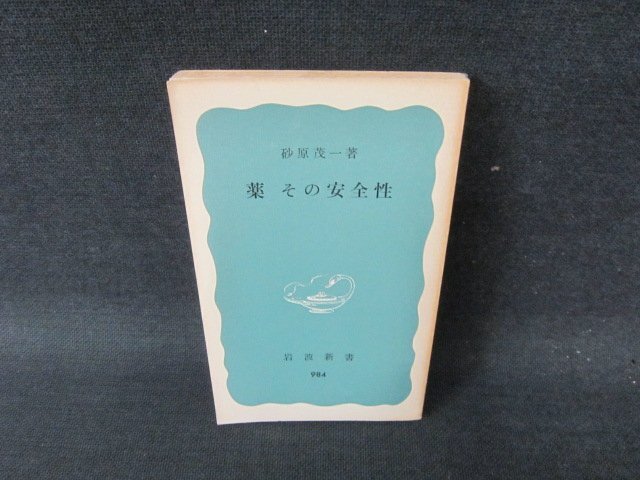 砂原茂一著
薬 その安全性
岩波新書
984